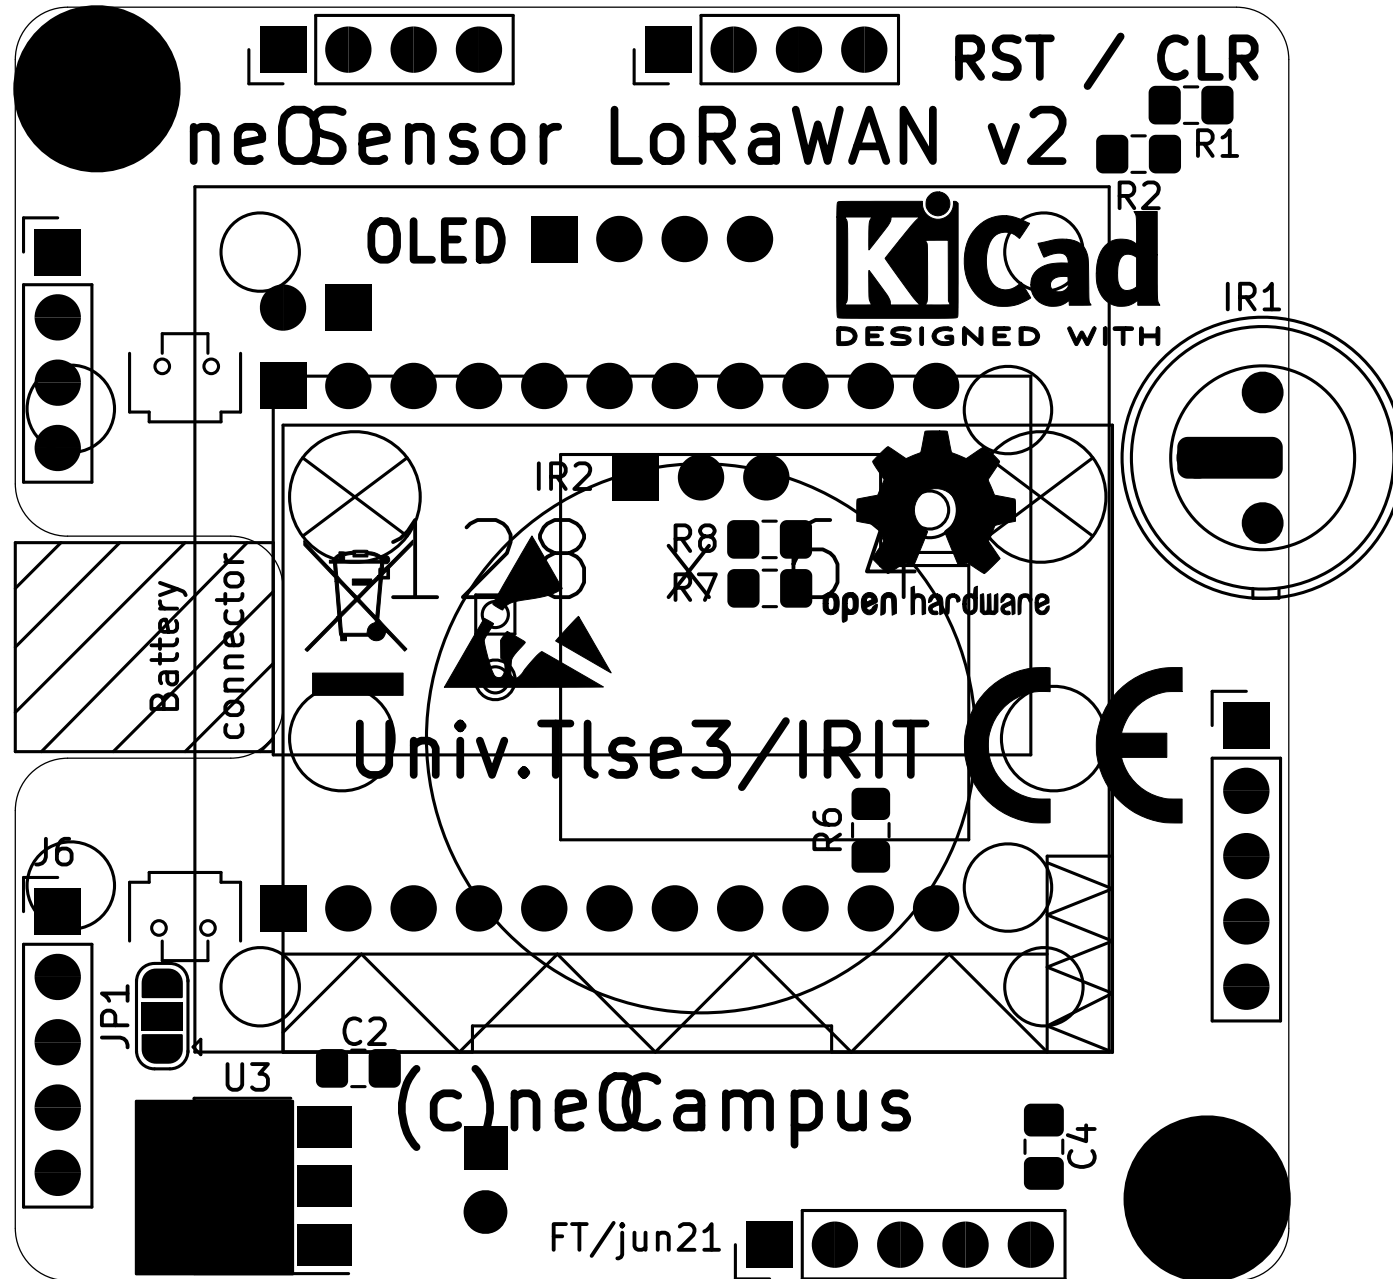 RST / CLR
neOSensor LoRaWAN v2
R1
R2
OLED
KiCad
DESIGNED WITH
IR1
IR2
R8
R7
open hardware
Battery
connector
Univ.Tlse3/IRIT
CE
R6
J6
JP1
C2
U3
(c)neOCampus
C4
FT/jun21